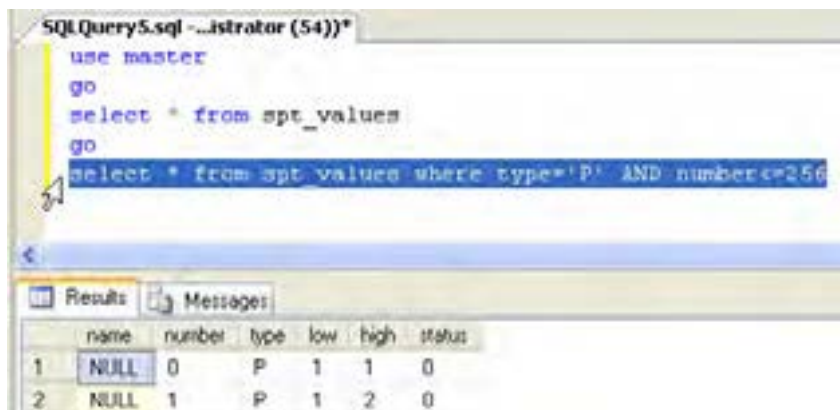 SQLQuery5.sql -...istrator (54))*
use master
go
select * from spt_values
go
select * from spt_values where type='P' AND number<=256
Results Messages
name number type low high status
1 NULL 0 P 1 1 0
2 NULL 1 P 1 2 0